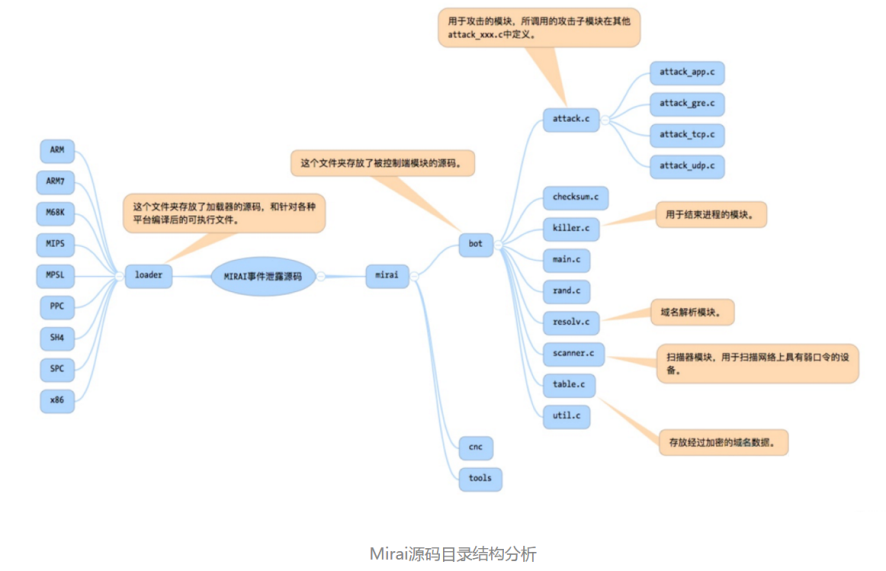 用于攻击的模块，所调用的攻击子模块在其他
attack_xxx.c中定义。
attack_app.c
attack_gre.c
attack_tcp.c
attack_udp.c
attack.c
这个文件夹存放了被控制端模块的源码。
ARM
ARM7
M68K
MIPS
MPSL
PPC
SH4
SPC
x86
这个文件夹存放了加载器的源码，和针对各种
平台编译后的可执行文件。
loader
MIRAI事件泄露源码
mirai
bot
checksum.c
killer.c
用于结束进程的模块。
main.c
rand.c
resolv.c
域名解析模块。
scanner.c
扫描器模块，用于扫描网络上具有弱口令的设
备。
table.c
存放经过加密的域名数据。
util.c
cnc
tools
Mirai源码目录结构分析